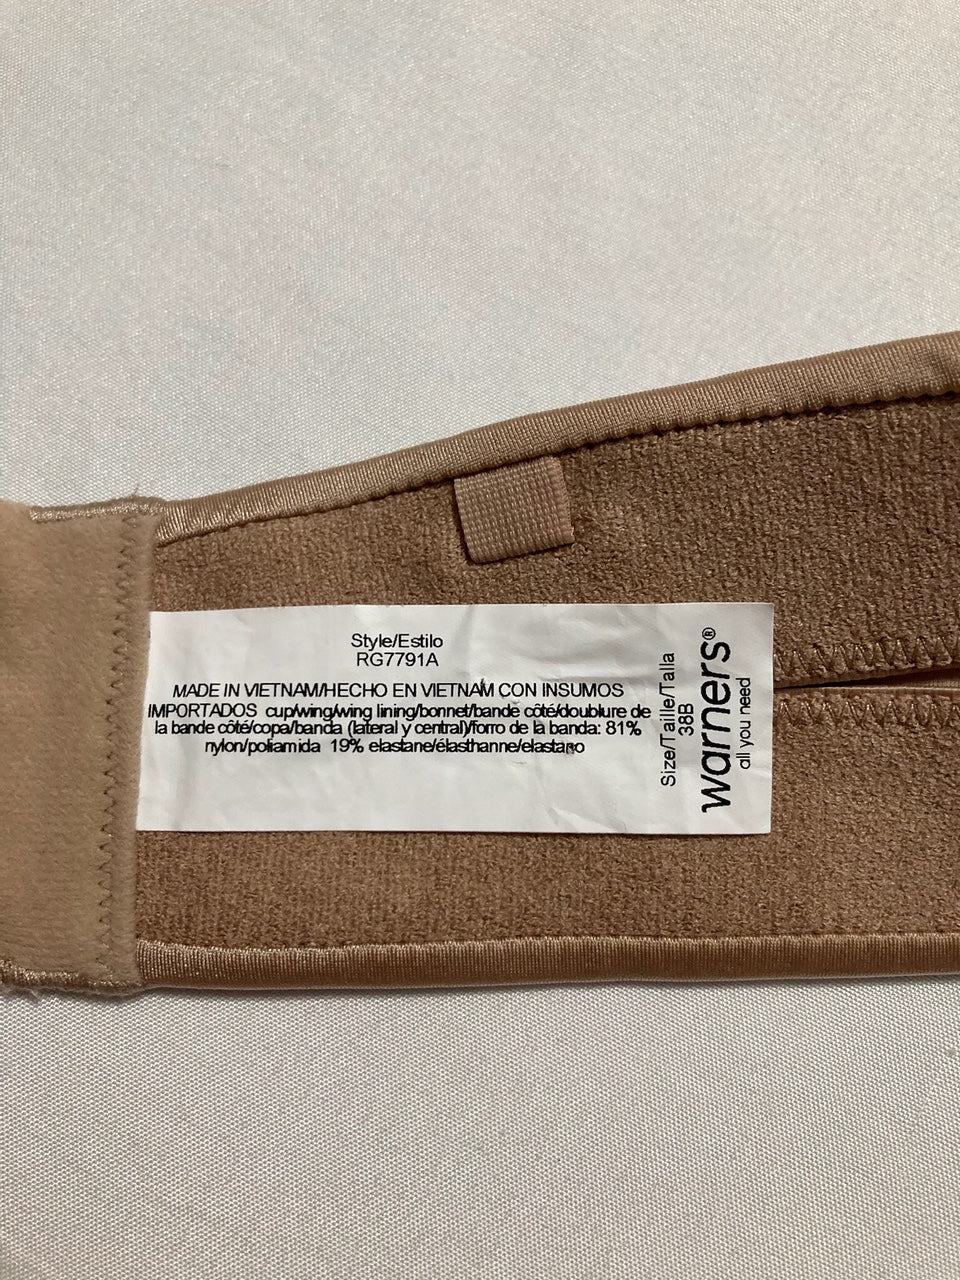 Style/Estilo
RG7791A
MADE IN VIETNAM/HECHO EN VIETNAM CON INSUMOS
IMPORTADOS cup/wing/wing lining/bonnet/bande côté/doublure de
la bande côté/copa/banda (lateral y central)/forro de la banda: 81%
nylon/poliamida 19% elastane/élasthanne/elastano
Size/Taille/Talla
38B
warners®
all you need